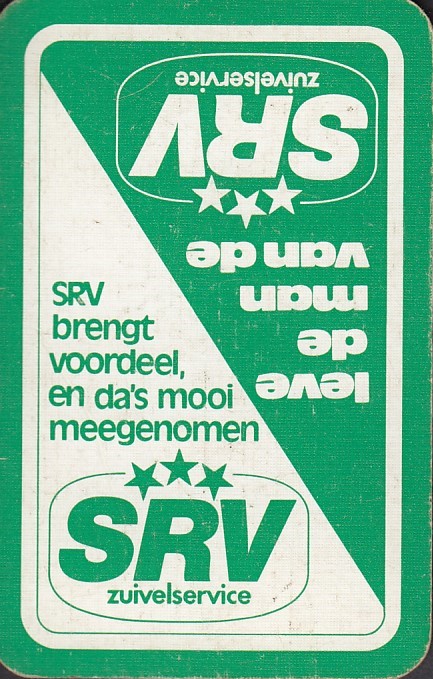 SRV
brengt
voordeel,
en da's mooi
meegenomen
SRV
zuivelservice
leve
de
man
van de
SRV
zuivelservice